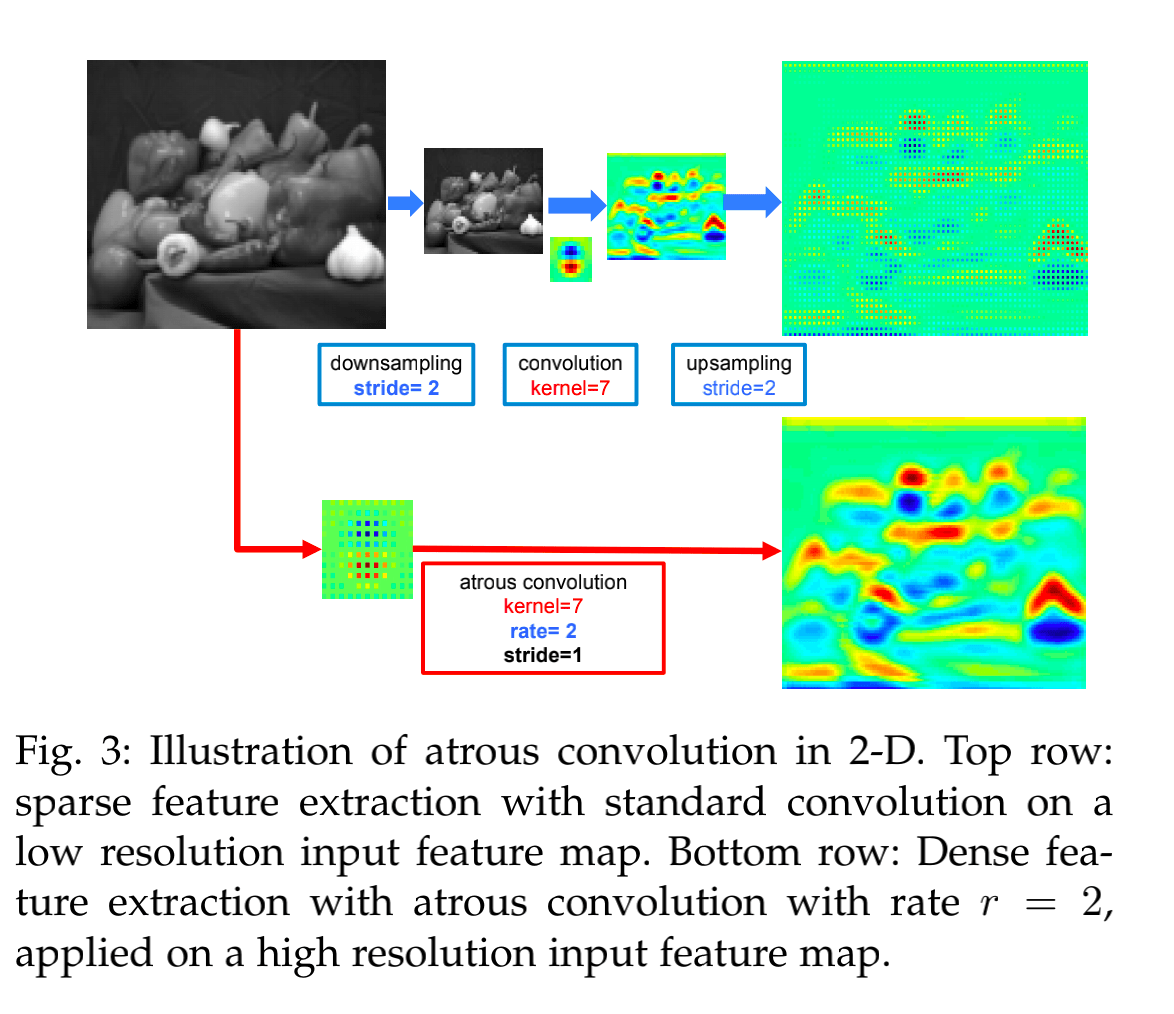 downsampling
stride= 2
convolution
kernel=7
upsampling
stride=2
atrous convolution
kernel=7
rate= 2
stride=1
Fig. 3: Illustration of atrous convolution in 2-D. Top row:
sparse feature extraction with standard convolution on a
low resolution input feature map. Bottom row: Dense fea-
ture extraction with atrous convolution with rate r = 2,
applied on a high resolution input feature map.